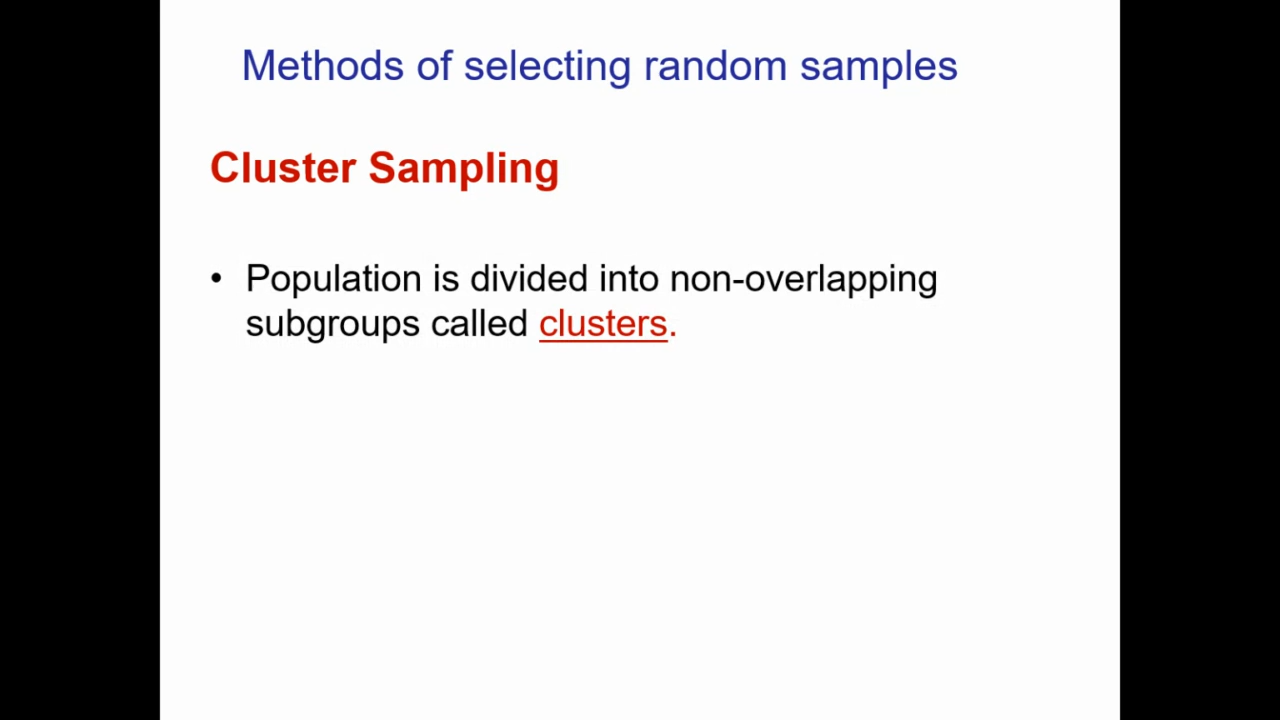 Methods of selecting random samples
Cluster Sampling
• Population is divided into non-overlapping
subgroups called clusters.